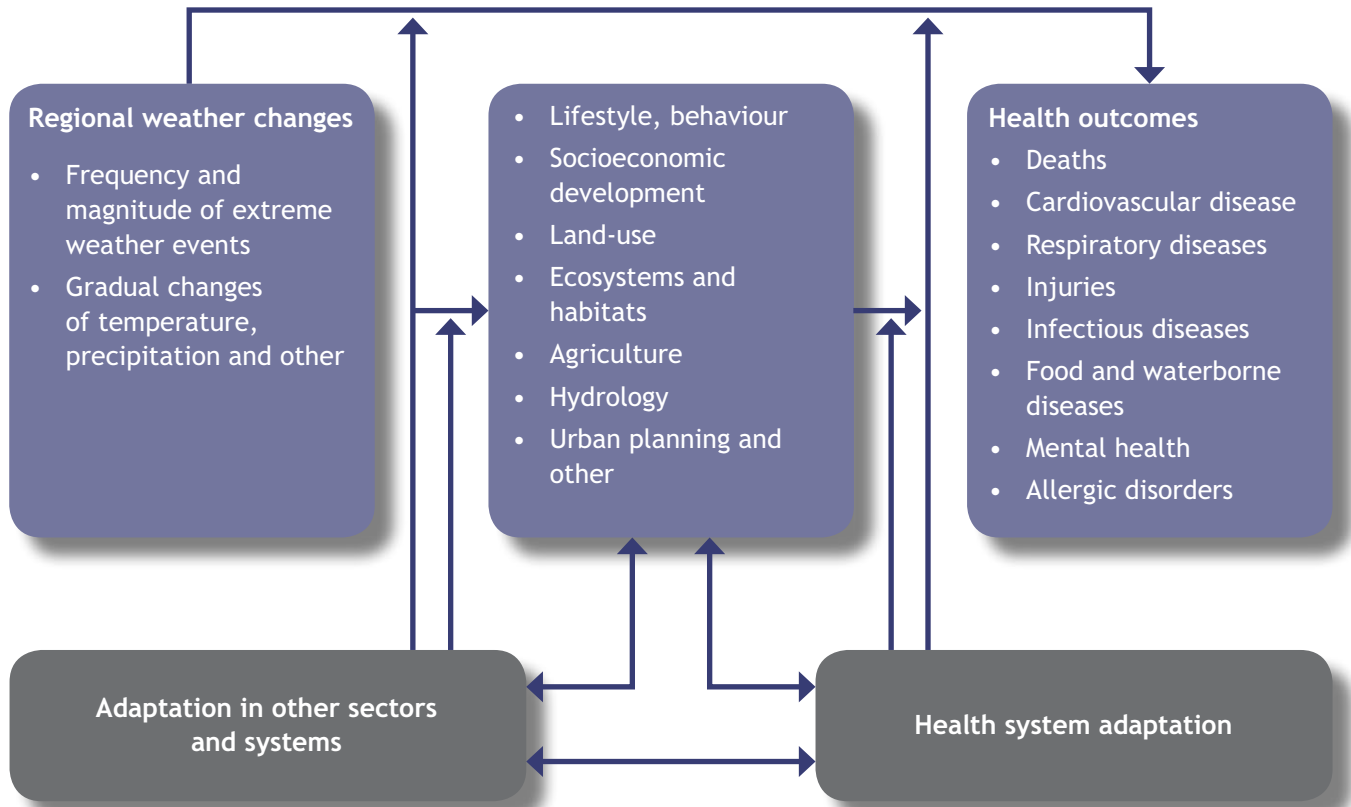 Regional weather changes
• Frequency and
magnitude of extreme
weather events
• Gradual changes
of temperature,
precipitation and other
• Lifestyle, behaviour
• Socioeconomic
development
• Land-use
• Ecosystems and
habitats
• Agriculture
• Hydrology
• Urban planning and
other
Health outcomes
• Deaths
• Cardiovascular disease
• Respiratory diseases
• Injuries
• Infectious diseases
• Food and waterborne
diseases
• Mental health
• Allergic disorders
Adaptation in other sectors
and systems
Health system adaptation